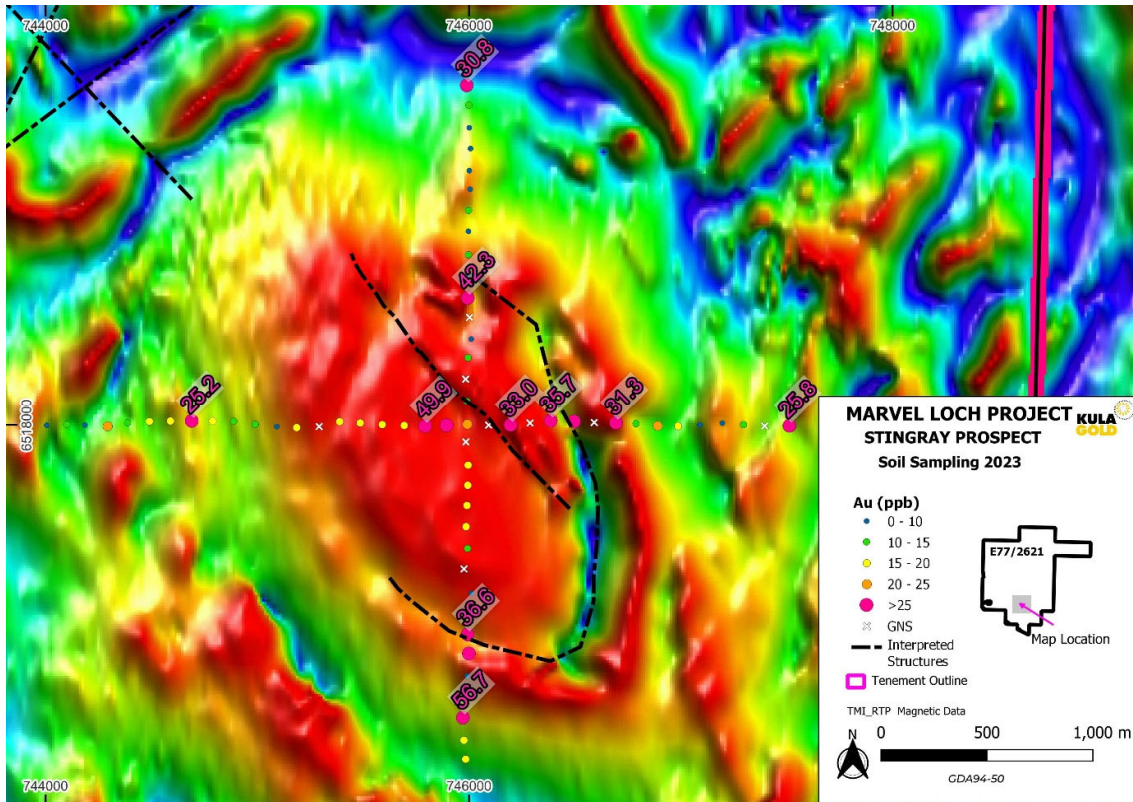 744000
746000
748000
30.8
42.3
25.2
49.9
33.0
35.7
31.3
25.8
6518000
36.6
56.7
744000
746000
MARVEL LOCH PROJECT
KULA
GOLD
STINGRAY PROSPECT
Soil Sampling 2023
Au (ppb)
0 - 10
10 - 15
15 - 20
20 - 25
>25
GNS
Interpreted
Structures
Tenement Outline
E77/2621
Map Location
TMI_RTP Magnetic Data
N
0 500 1,000 m
GDA94-50